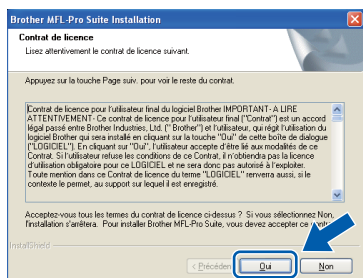 Brother MFL-Pro Suite Installation
Contrat de licence
Lisez attentivement le contrat de licence suivant.
Appuyez sur la touche Page suiv. pour voir le reste du contrat.
Contrat de licence pour l'utilisateur final du logiciel Brother IMPORTANT- A LIRE
ATTENTIVEMENT- Ce contrat de licence pour l'utilisateur final ("Contrat") est un accord
légal passé entre Brother Industries, Ltd. ("Brother") et l'utilisateur, qui régit l'utilisation du
logiciel Brother qui sera installé en cliquant sur la touche "Oui" de cette boîte de dialogue
("LOGICIEL"). En cliquant sur "Oui", l'utilisateur accepte d'être lié aux modalités de ce
Contrat. Si l'utilisateur refuse les conditions de ce Contrat, il n'obtiendra pas la licence
d'utilisation obligatoire pour ce LOGICIEL et ne sera donc pas autorisé à l'exploiter.
Toute mention dans ce Contrat de licence du terme "LOGICIEL" renverra aussi, si le
contexte le permet, au support sur lequel il est enregistré.
Acceptez-vous tous les termes du contrat de licence ci-dessus ? Si vous sélectionnez Non,
l'installation s'arrêtera. Pour installer Brother MFL-Pro Suite, vous devez accepter ce
InstallShield
< Précéden
Oui
Non